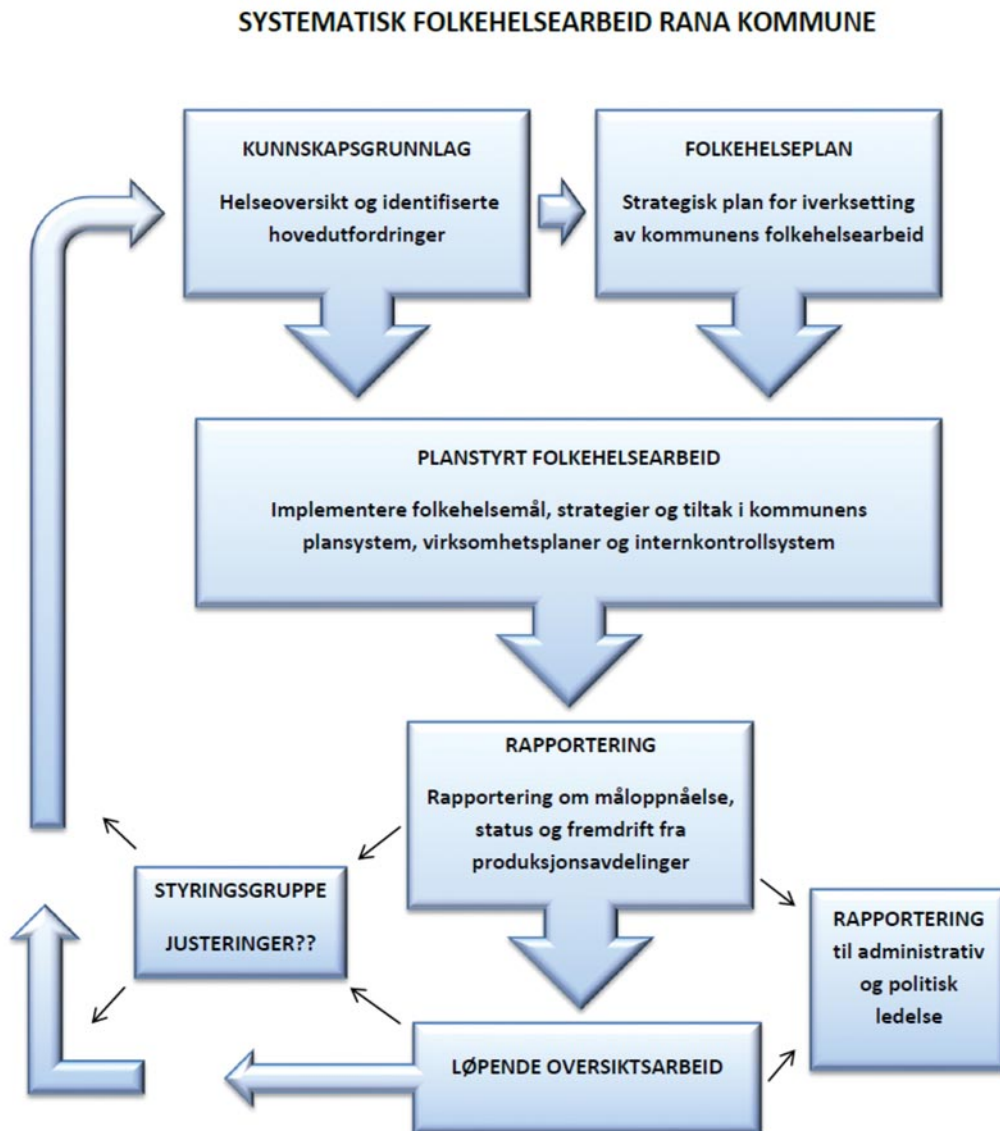 SYSTEMATISK FOLKEHELSEARBEID RANA KOMMUNE
KUNNSKAPSGRUNNLAG
Helseoversikt og identifiserte
hovedutfordringer
FOLKEHELSEPLAN
Strategisk plan for iverksetting
av kommunens folkehelsearbeid
PLANSTYRT FOLKEHELSEARBEID
Implementere folkehelsemål, strategier og tiltak i kommunens
plansystem, virksomhetsplaner og internkontrollsystem
RAPPORTERING
Rapportering om måloppnåelse,
status og fremdrift fra
produksjonsavdelinger
STYRINGSGRUPPE
JUSTERINGER??
RAPPORTERING
til administrativ
og politisk
ledelse
LØPENDE OVERSIKTSARBEID